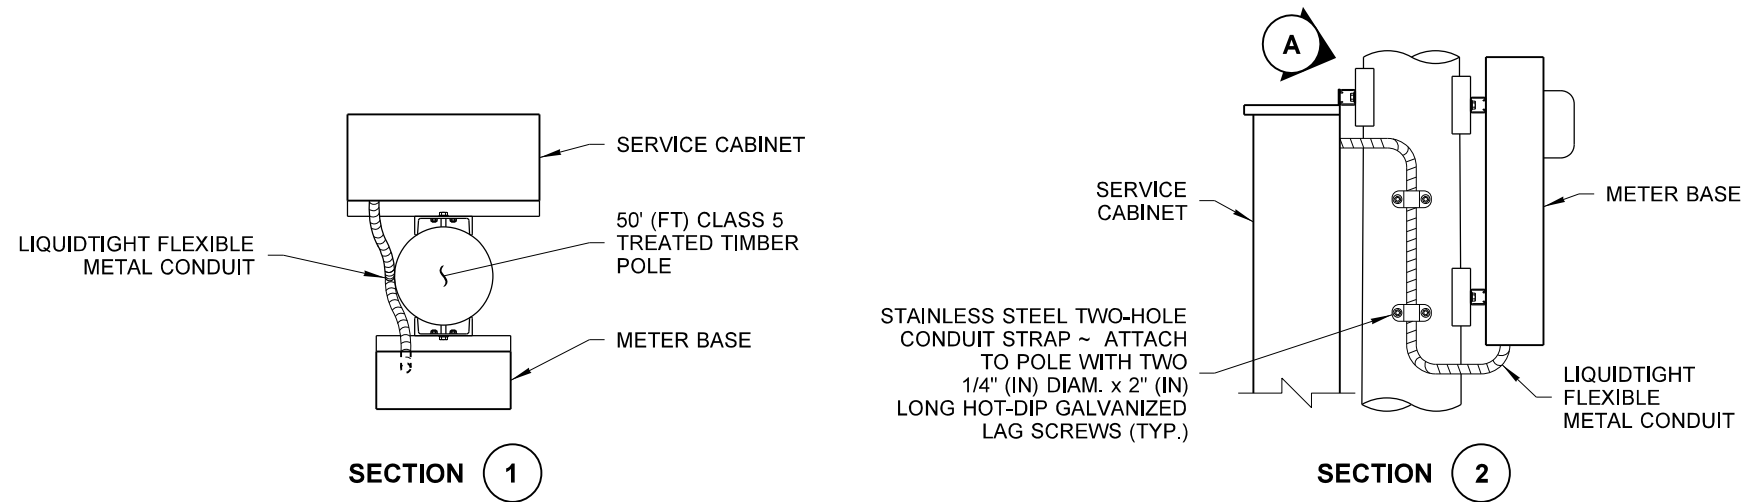 SERVICE CABINET
50' (FT) CLASS 5
TREATED TIMBER
POLE
LIQUIDTIGHT FLEXIBLE
METAL CONDUIT
METER BASE
SECTION 1
A
SERVICE
CABINET
METER BASE
STAINLESS STEEL TWO-HOLE
CONDUIT STRAP ~ ATTACH
TO POLE WITH TWO
1/4" (IN) DIAM. x 2" (IN)
LONG HOT-DIP GALVANIZED
LAG SCREWS (TYP.)
LIQUIDTIGHT
FLEXIBLE
METAL CONDUIT
SECTION 2